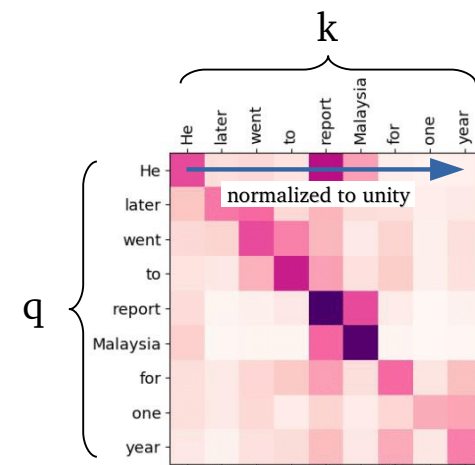 k
He later went to report Malaysia for one year
q
He
normalized to unity
later
went
to
report
Malaysia
for
one
year